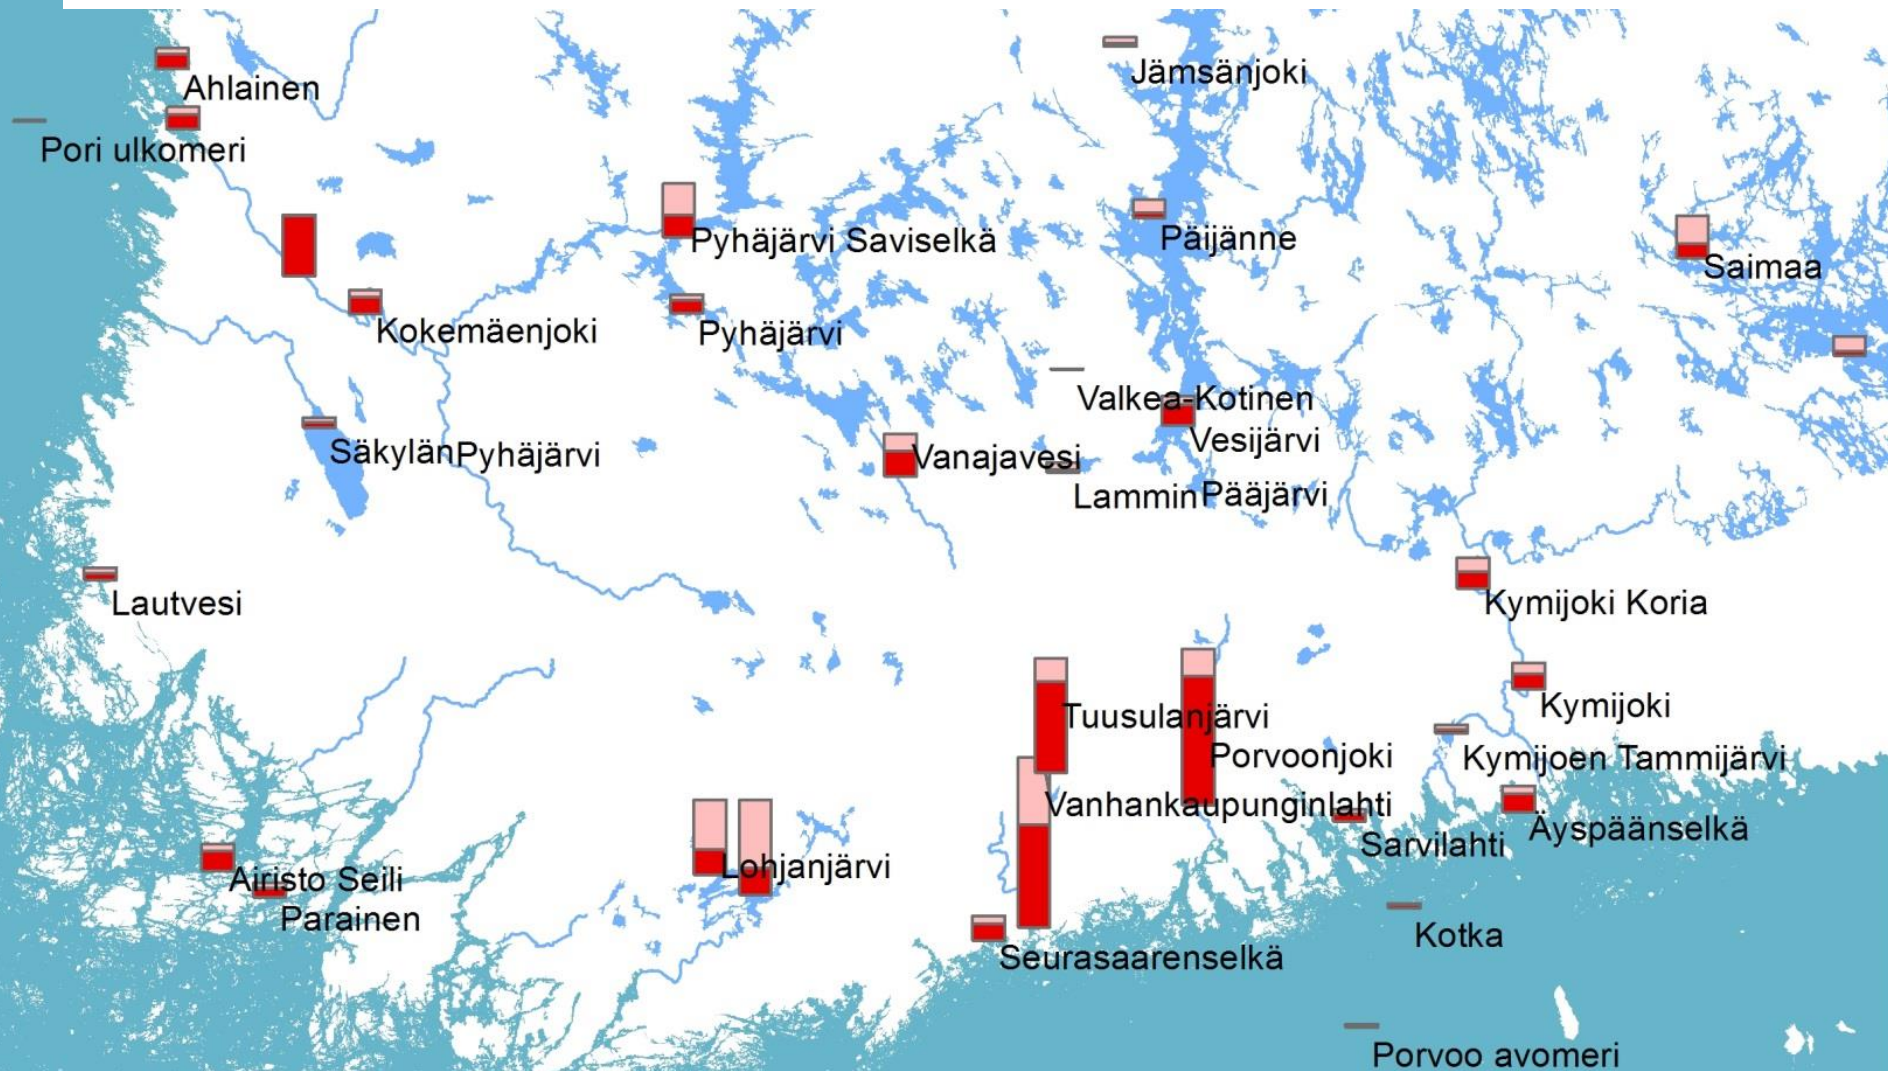 Jämsänjoki
Ahlainen
Pori ulkomeri
Pyhäjärvi Saviselkä
Päijänne
Saimaa
Kokemäenjoki
Pyhäjärvi
Valkea-Kotinen
Vesijärvi
SäkylänPyhäjärvi
Vanajavesi
LamminPääjärvi
Lautvesi
Kymijoki Koria
Kymijoki
Tuusulanjärvi
Porvoonjoki
Kymijoen Tammijärvi
Vanhankaupunginlahti
Äyspäänselkä
Sarvilahti
Lohjanjärvi
Airisto Seili
Parainen
Kotka
Seurasaarenselkä
Porvoo avomeri